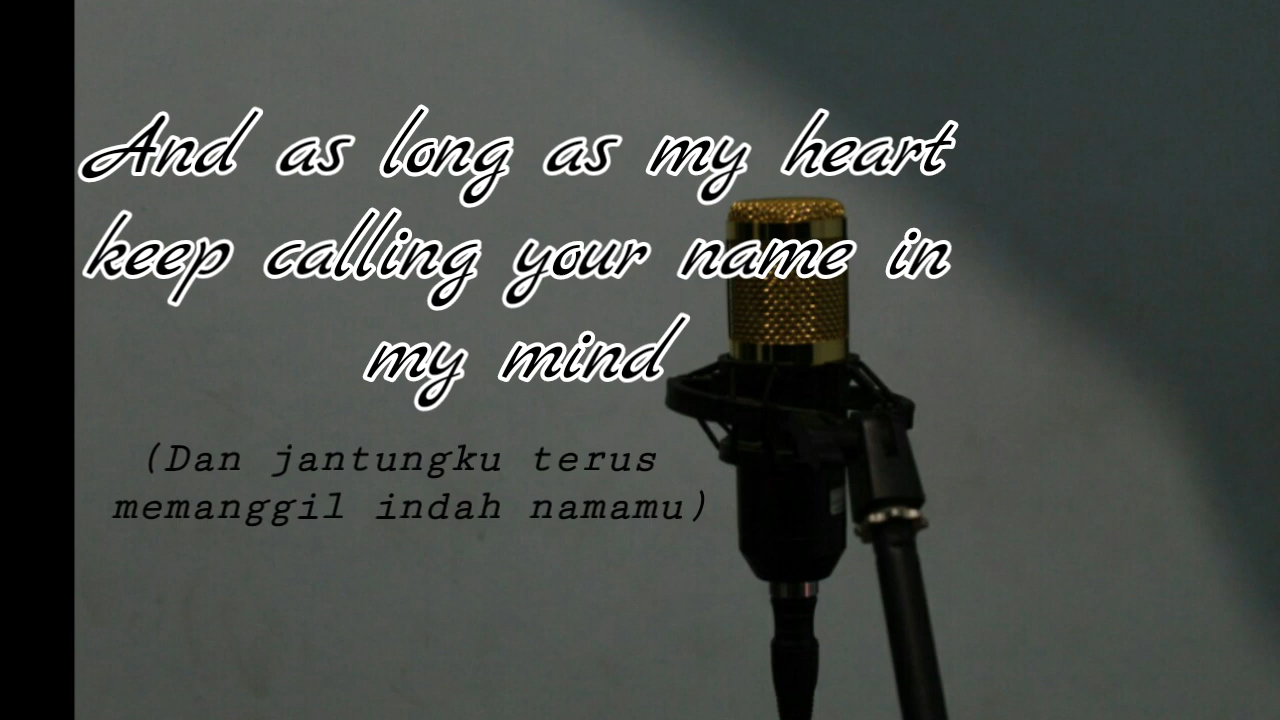 And as long as my heart
keep calling your name in
my mind
(Dan jantungku terus
memanggil indah namamu)